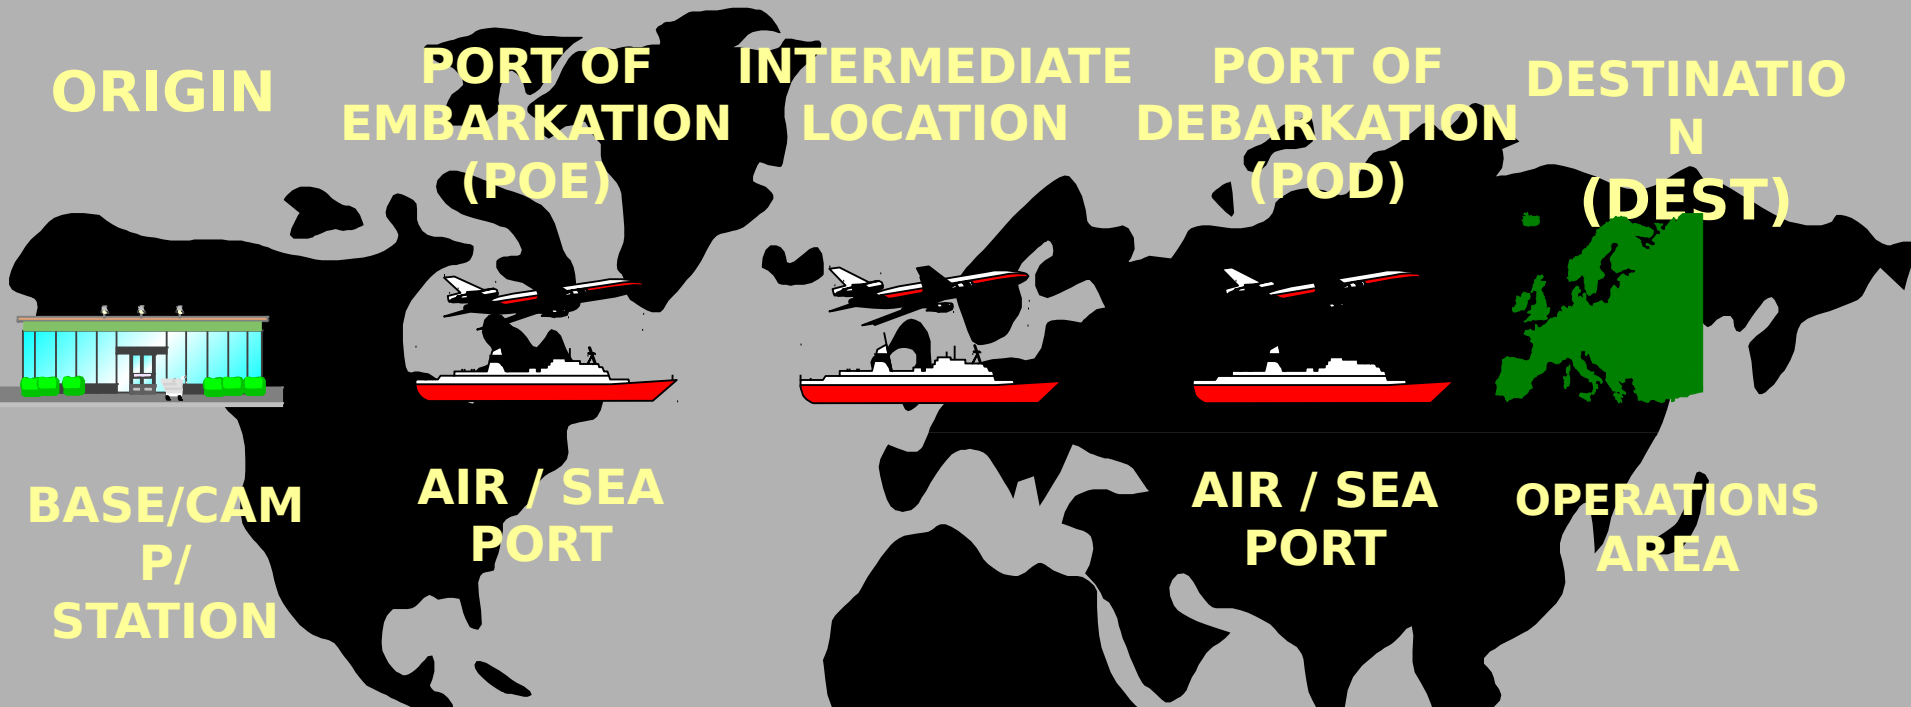 ORIGIN
PORT OF
EMBARKATION
(POE)
INTERMEDIATE
LOCATION
PORT OF
DEBARKATION
(POD)
DESTINATIO
N
(DEST)
BASE/CAM
P/
STATION
AIR / SEA
PORT
AIR / SEA
PORT
OPERATIONS
AREA